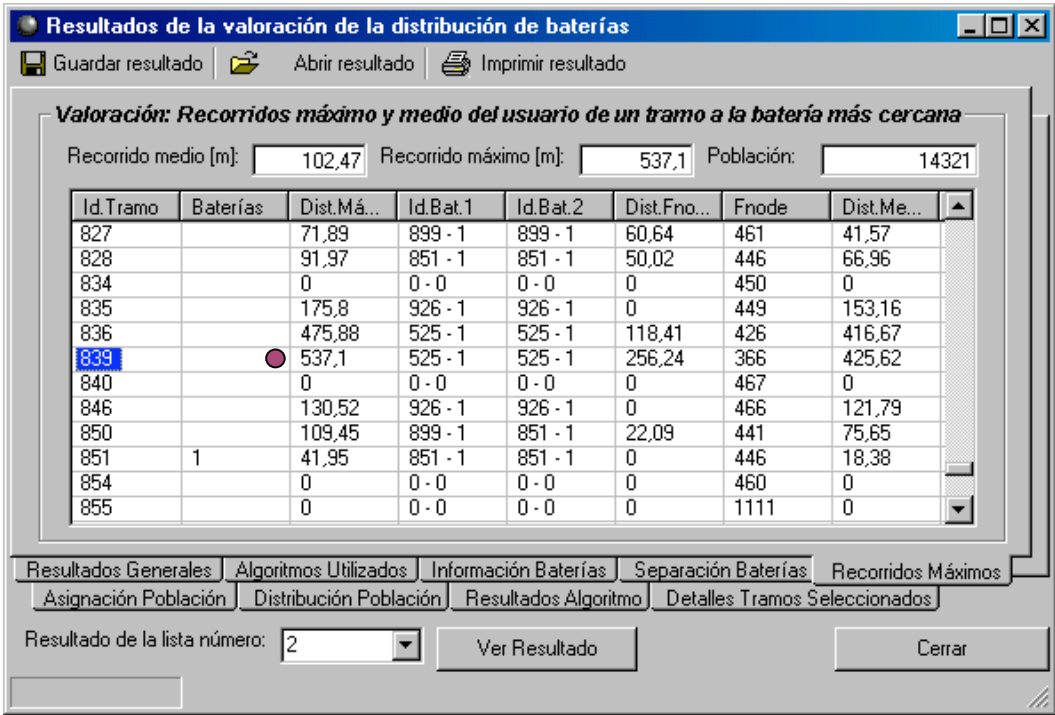 Resultados de la valoración de la distribución de baterías
Guardar resultado Abrir resultado Imprimir resultado
Valoración: Recorridos máximo y medio del usuario de un tramo a la batería más cercana
Recorrido medio [m]: 102,47 Recorrido máximo [m]: 537,1 Población: 14321
Id.Tramo Baterías Dist.Má... Id.Bat.1 Id.Bat.2 Dist.Fno... Fnode Dist.Me...
827 71,89 899 - 1 899 - 1 60,64 461 41,57
828 91,97 851 - 1 851 - 1 50,02 446 66,96
834 0 0 - 0 0 - 0 0 450 0
835 175,8 926 - 1 926 - 1 0 449 153,16
836 475,88 525 - 1 525 - 1 118,41 426 416,67
839 537,1 525 - 1 525 - 1 256,24 366 425,62
840 0 0 - 0 0 - 0 0 467 0
846 130,52 926 - 1 926 - 1 0 466 121,79
850 109,45 899 - 1 851 - 1 22,09 441 75,65
851 1 41,95 851 - 1 851 - 1 0 446 18,38
854 0 0 - 0 0 - 0 0 460 0
855 0 0 - 0 0 - 0 0 1111 0
Resultados Generales Algoritmos Utilizados Información Baterías Separación Baterías Recorridos Máximos
Asignación Población Distribución Población Resultados Algoritmo Detalles Tramos Seleccionados
Resultado de la lista número: 2 Ver Resultado Cerrar